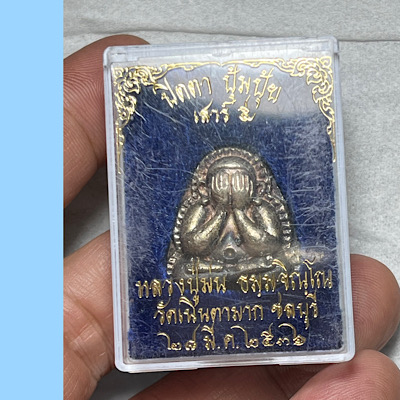 ปิดตา ปุ้มปุ้ย
เสาร์ ๕
หลวงปู่มั่น ธมฺมจิณฺโณ
วัดเนินตามาก ชลบุรี
๒๗ มี.ค.๒๕๓๖